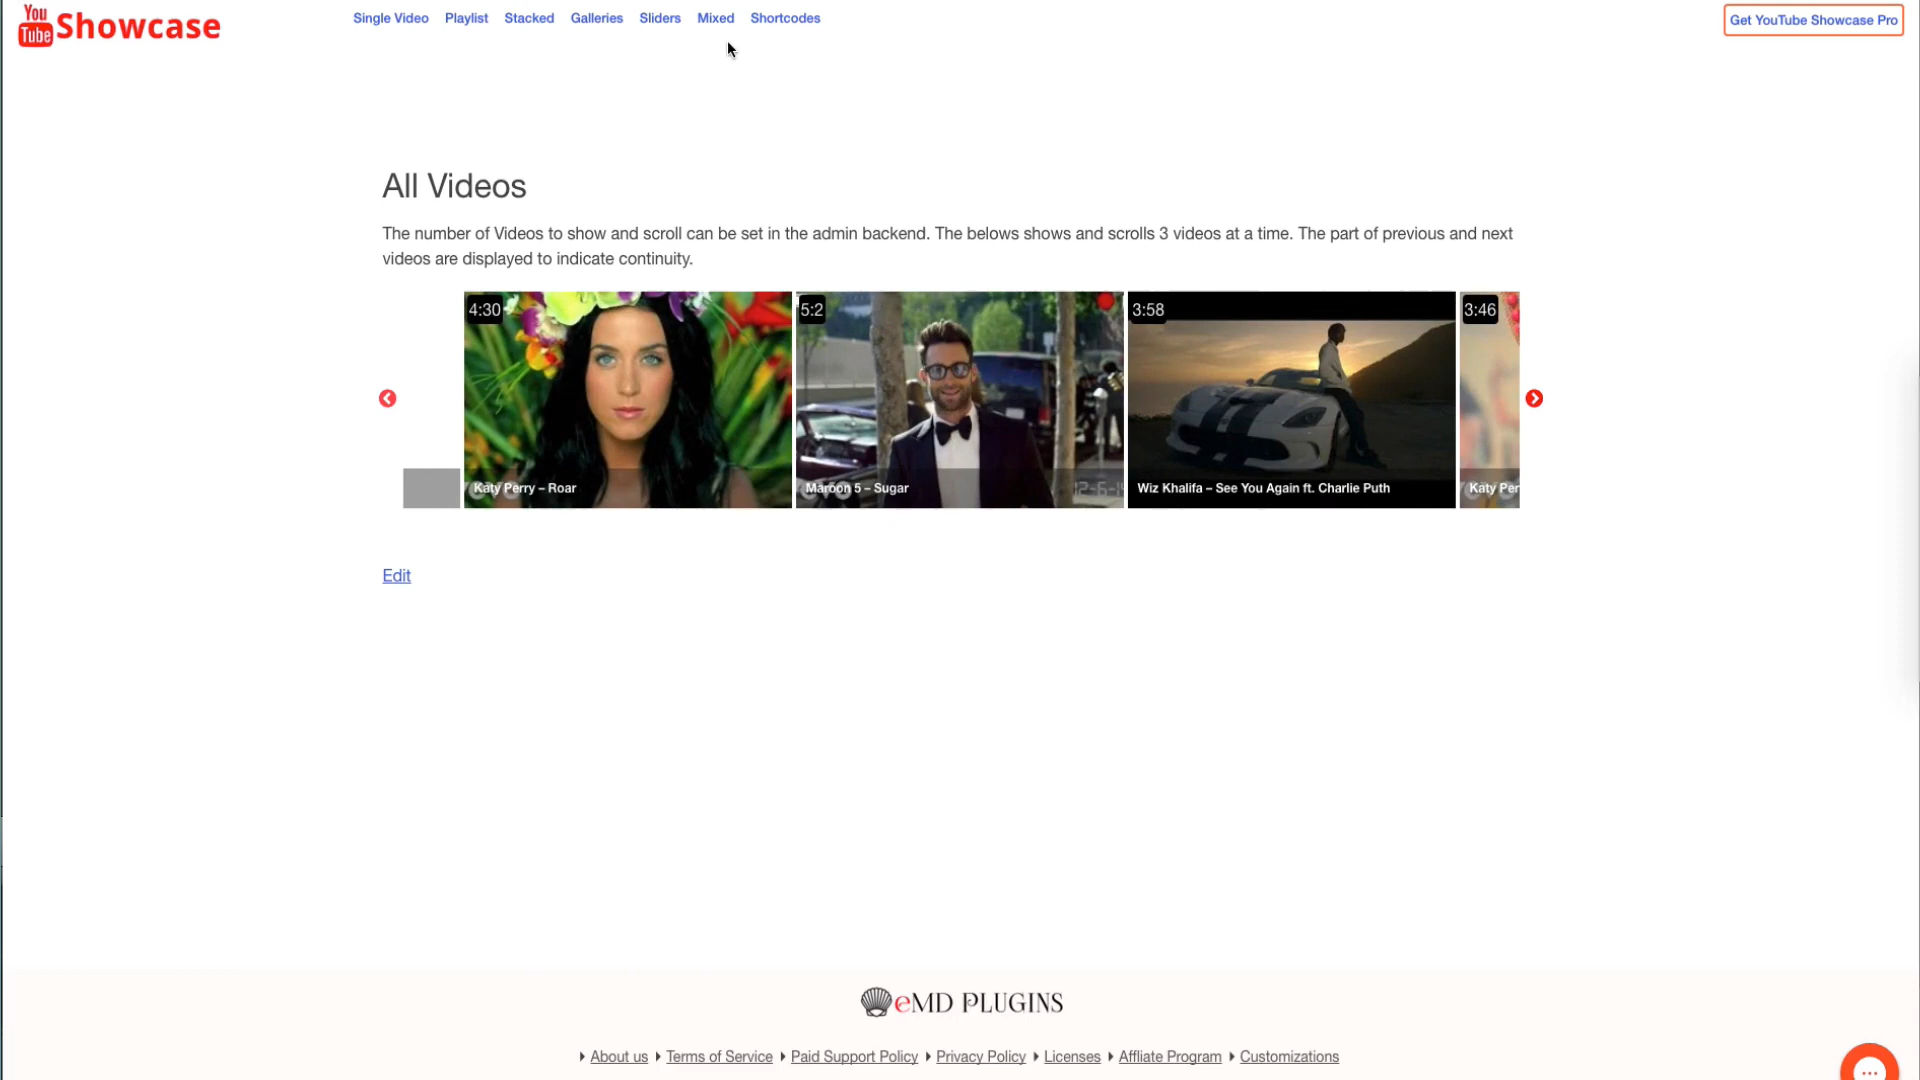 You
Tube Showcase
Single Video Playlist Stacked Galleries Sliders Mixed Shortcodes
Get YouTube Showcase Pro
All Videos
The number of Videos to show and scroll can be set in the admin backend. The belows shows and scrolls 3 videos at a time. The part of previous and next
videos are displayed to indicate continuity.
4:30
5:2
3:58
3:46
Katy Perry – Roar
Maroon 5 – Sugar
Wiz Khalifa – See You Again ft. Charlie Puth
Katy Per
Edit
eMD PLUGINS
About us Terms of Service Paid Support Policy Privacy Policy Licenses Affliate Program Customizations